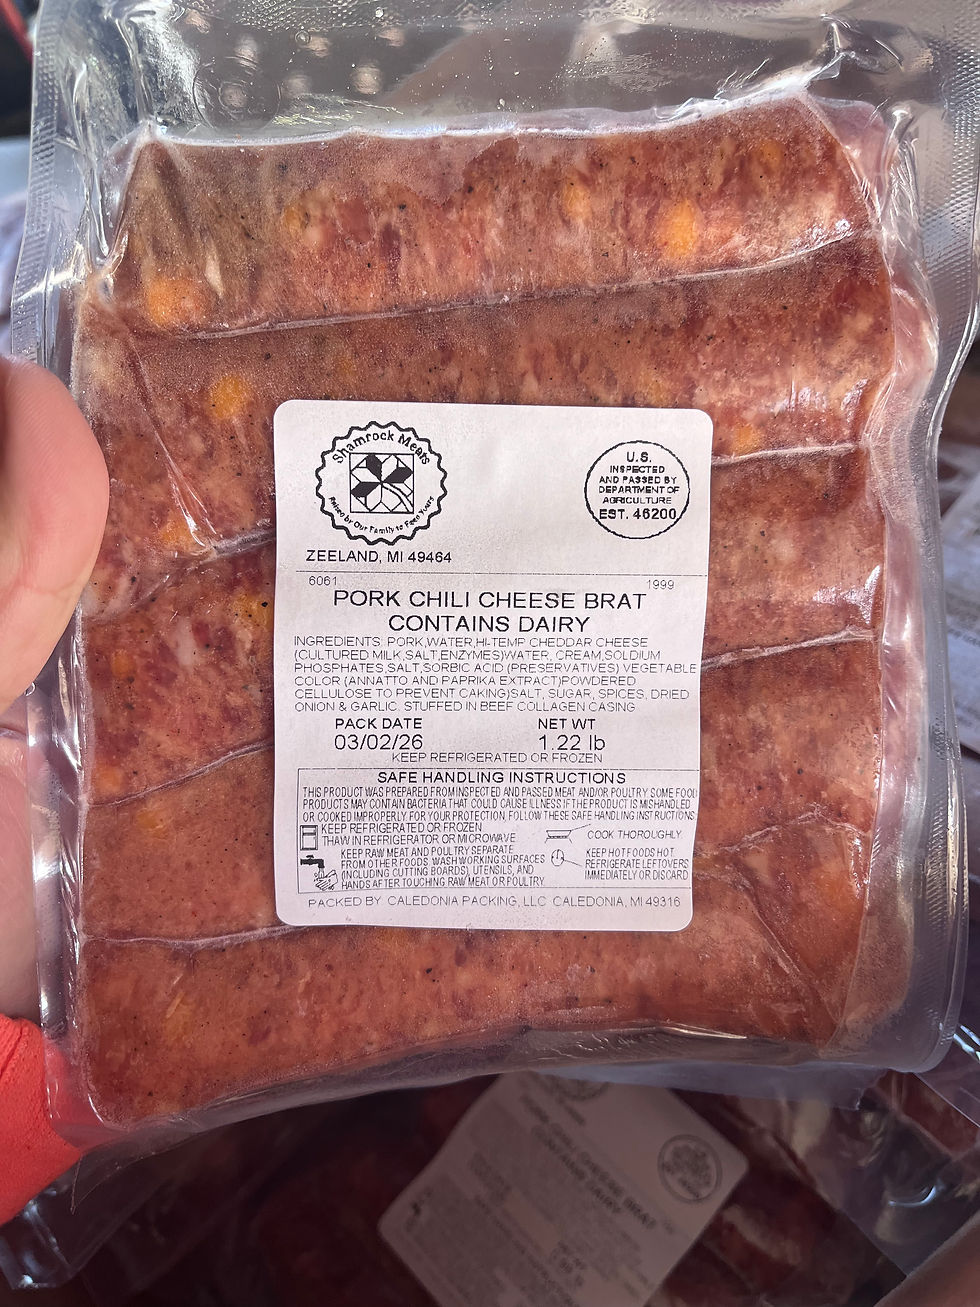 Shamrock Meats
Raised by Our Family to Feed Yours
ZEELAND, MI 49464
U.S.
INSPECTED
AND PASSED BY
DEPARTMENT OF
AGRICULTURE
EST. 46200
6061 1999
PORK CHILI CHEESE BRAT
CONTAINS DAIRY
INGREDIENTS: PORK,WATER,HI-TEMP CHEDDAR CHEESE
(CULTURED MILK,SALT,ENZYMES)WATER, CREAM,SOLDIUM
PHOSPHATES,SALT,SORBIC ACID (PRESERVATIVES) VEGETABLE
COLOR (ANNATTO AND PAPRIKA EXTRACT)POWDERED
CELLULOSE TO PREVENT CAKING)SALT, SUGAR, SPICES, DRIED
ONION & GARLIC. STUFFED IN BEEF COLLAGEN CASING
PACK DATE NET WT
03/02/26 1.22 lb
KEEP REFRIGERATED OR FROZEN
SAFE HANDLING INSTRUCTIONS
THIS PRODUCT WAS PREPARED FROM INSPECTED AND PASSED MEAT AND/OR POULTRY. SOME FOOD
PRODUCTS MAY CONTAIN BACTERIA THAT COULD CAUSE ILLNESS IF THE PRODUCT IS MISHANDLED
OR COOKED IMPROPERLY. FOR YOUR PROTECTION, FOLLOW THESE SAFE HANDLING INSTRUCTIONS.
KEEP REFRIGERATED OR FROZEN
THAW IN REFRIGERATOR OR MICROWAVE
KEEP RAW MEAT AND POULTRY SEPARATE
FROM OTHER FOODS. WASH WORKING SURFACES
(INCLUDING CUTTING BOARDS), UTENSILS, AND
HANDS AFTER TOUCHING RAW MEAT OR POULTRY.
COOK THOROUGHLY.
KEEP HOT FOODS HOT.
REFRIGERATE LEFTOVERS
IMMEDIATELY OR DISCARD.
PACKED BY: CALEDONIA PACKING, LLC CALEDONIA, MI 49316
PORK CHILI CHEESE BRAT
CONTAINS DAIRY